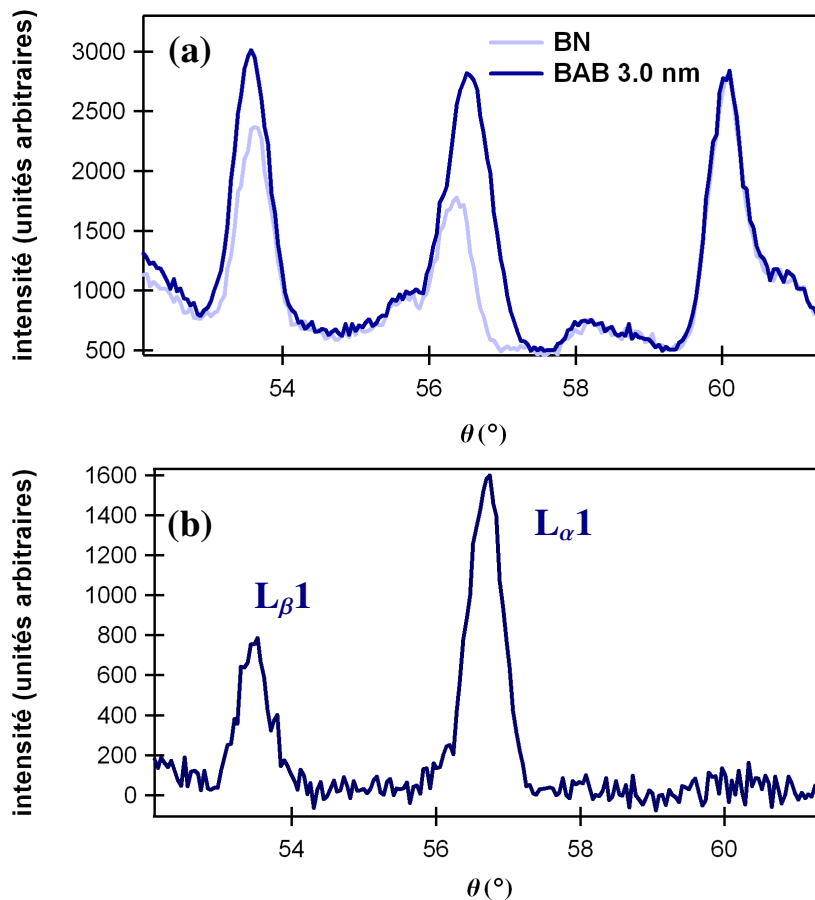 (a)
BN
BAB 3.0 nm
intensité (unités arbitraires)
3000
2500
2000
1500
1000
500
54
56
58
60
θ (°)
(b)
Lα1
Lβ1
intensité (unités arbitraires)
1600
1400
1200
1000
800
600
400
200
0
54
56
58
60
θ (°)